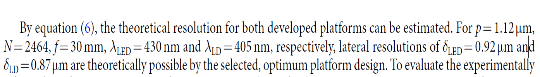 By equation (6), the theoretical resolution for both developed platforms can be estimated. For p = 1.12 μm,
N = 2464, f = 30 mm, λLED = 430 nm and λLD = 405 nm, respectively, lateral resolutions of δLED = 0.92 μm and
δLD = 0.87 μm are theoretically possible by the selected, optimum platform design. To evaluate the experimentally